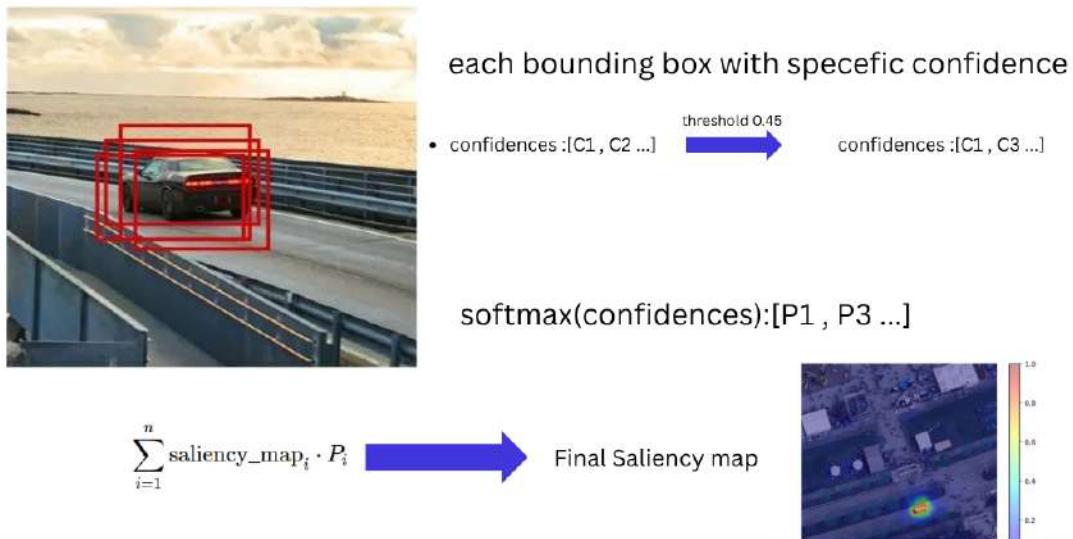 each bounding box with specefic confidence
threshold 0.45
• confidences :[C1 , C2 ...]
confidences :[C1 , C3 ...]
softmax(confidences):[P1 , P3 ...]
n
∑ saliency_map_i · P_i
i=1
Final Saliency map
1.0
0.8
0.6
0.4
0.2